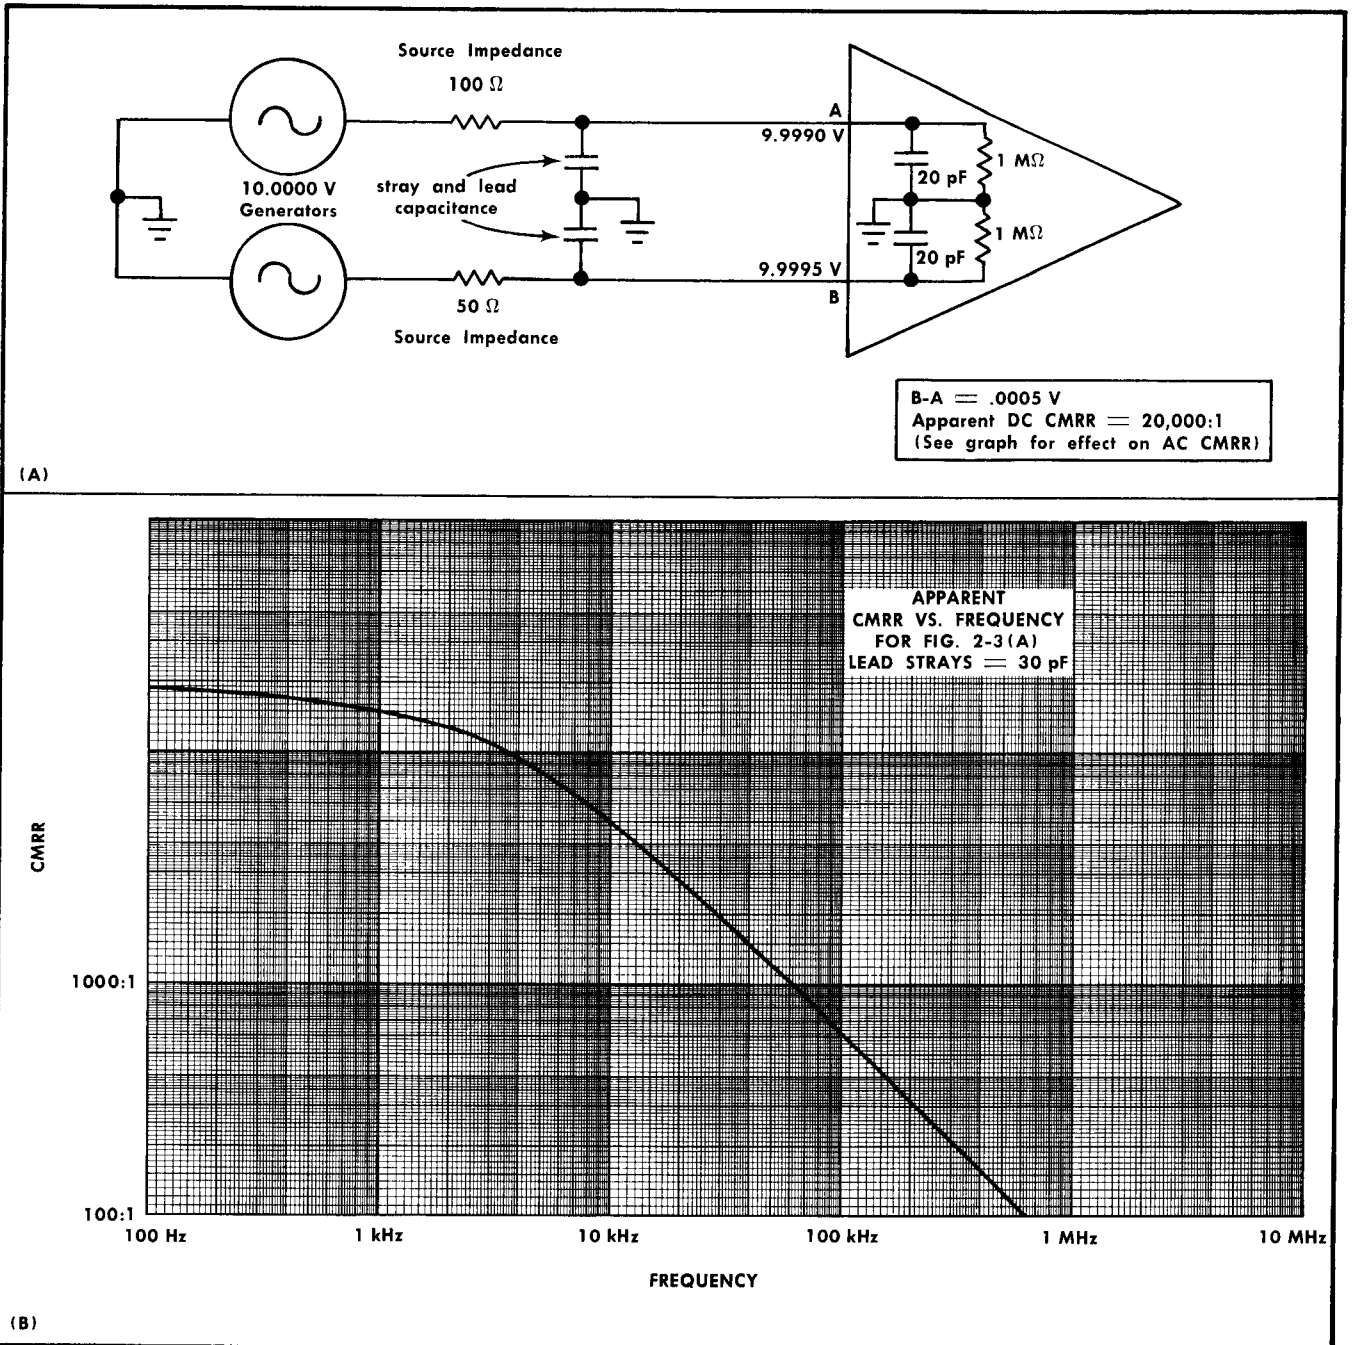 Source Impedance
100 Ω
A
9.9990 V
1 MΩ
20 pF
10.0000 V
Generators
stray and lead
capacitance
1 MΩ
20 pF
9.9995 V
B
50 Ω
Source Impedance
B-A = .0005 V
Apparent DC CMRR = 20,000:1
(See graph for effect on AC CMRR)
(A)
APPARENT
CMRR VS. FREQUENCY
FOR FIG. 2-3(A)
LEAD STRAYS = 30 pF
CMRR
1000:1
100:1
100 Hz
1 kHz
10 kHz
100 kHz
1 MHz
10 MHz
FREQUENCY
(B)